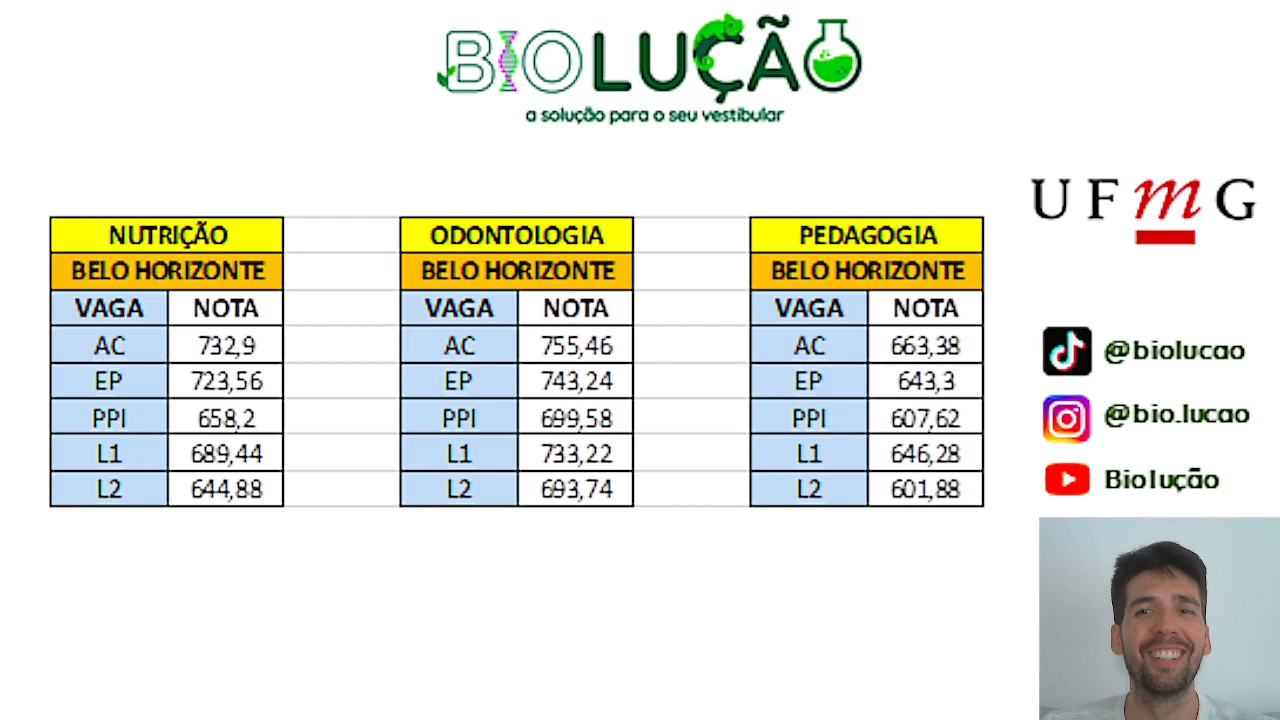 BIOLUÇÃO
a solução para o seu vestibular
UFmG
NUTRIÇÃO
BELO HORIZONTE
VAGA NOTA
AC 732,9
EP 723,56
PPI 658,2
L1 689,44
L2 644,88
ODONTOLOGIA
BELO HORIZONTE
VAGA NOTA
AC 755,46
EP 743,24
PPI 699,58
L1 733,22
L2 693,74
PEDAGOGIA
BELO HORIZONTE
VAGA NOTA
AC 663,38
EP 643,3
PPI 607,62
L1 646,28
L2 601,88
@biolucao
@bio.lucao
Biolução